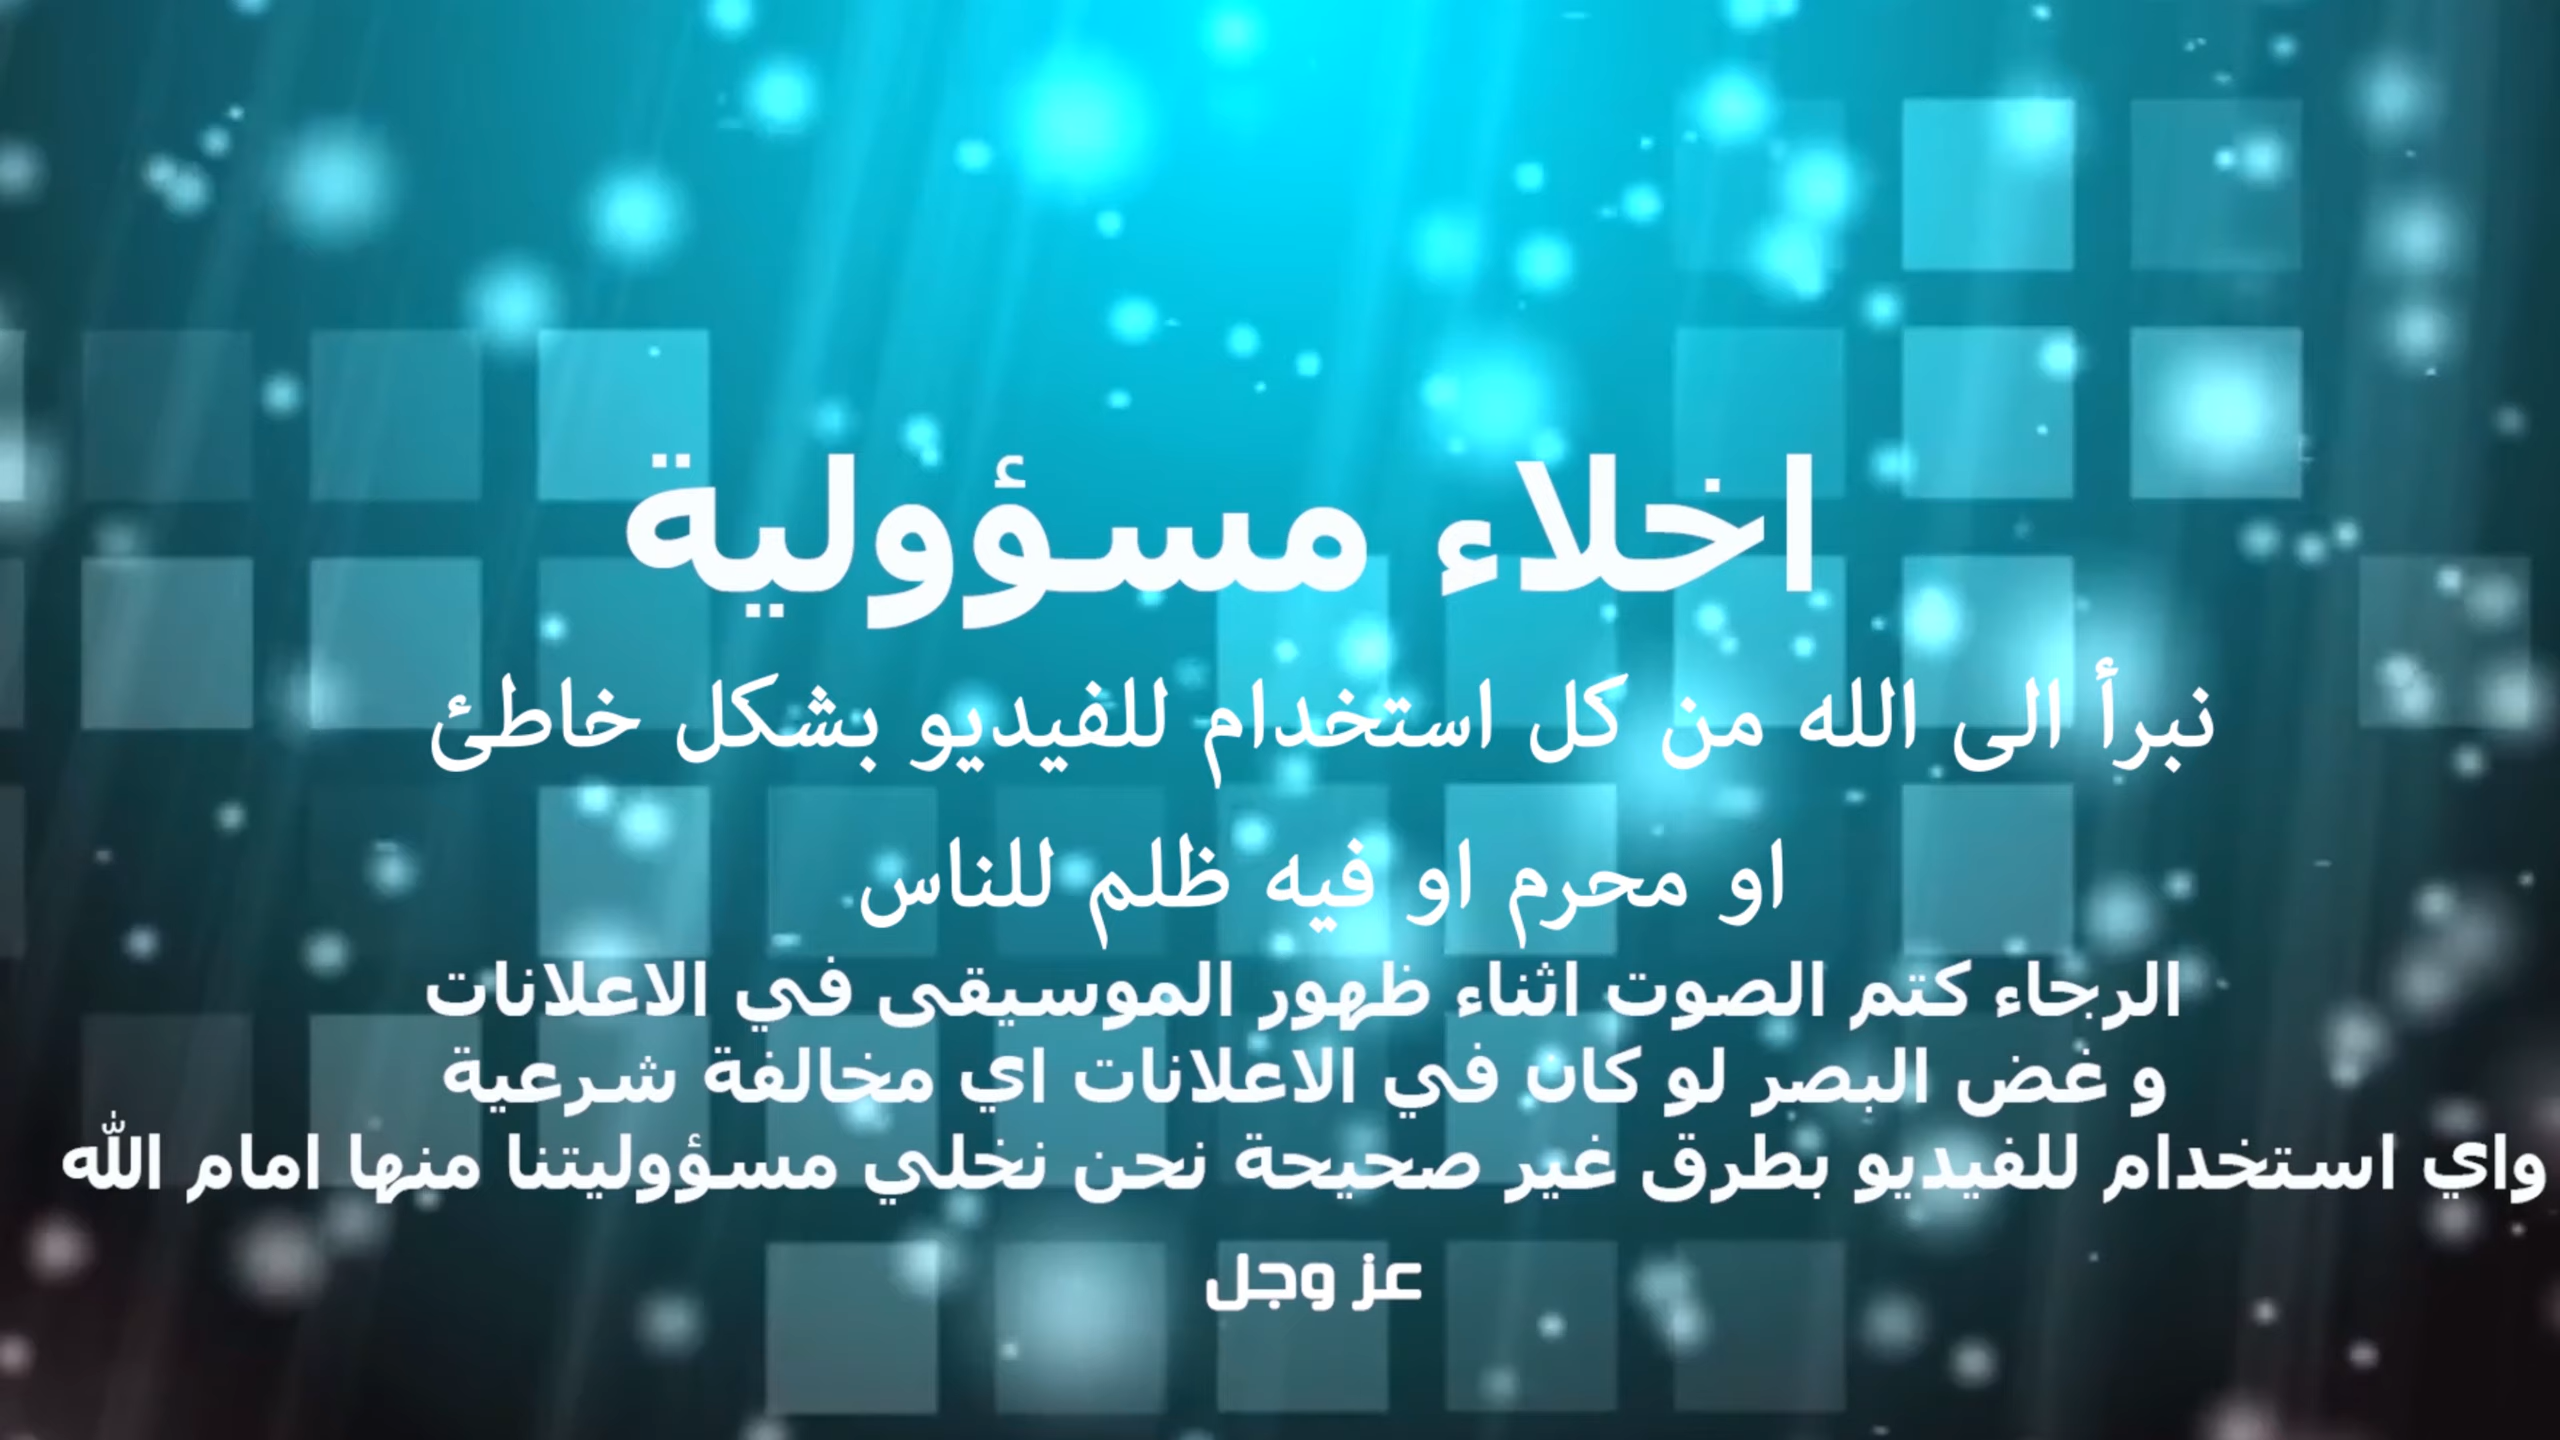 اخلاء مسؤولية
نبرأ الى الله من كل استخدام للفيديو بشكل خاطئ
او محرم او فيه ظلم للناس
الرجاء كتم الصوت اثناء ظهور الموسيقى في الاعلانات
و غض البصر لو كان في الاعلانات اي مخالفة شرعية
واي استخدام للفيديو بطرق غير صحيحة نحن نخلي مسؤوليتنا منها امام الله
عز وجل